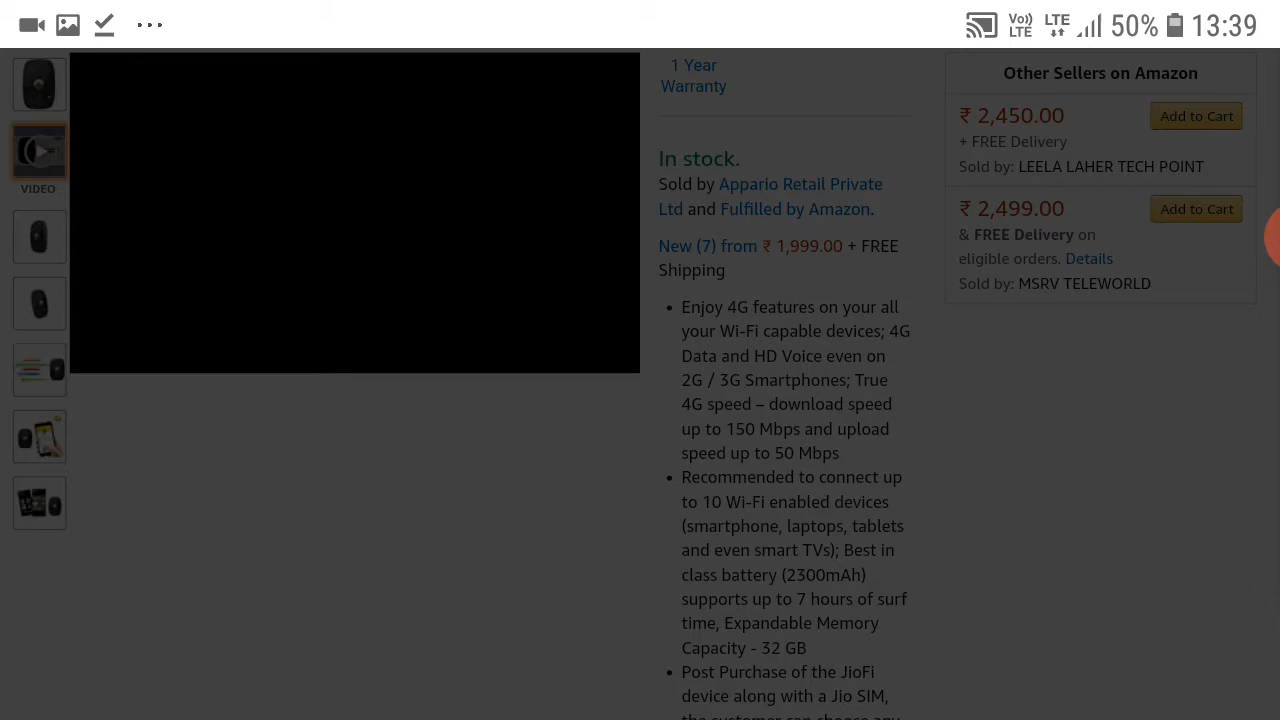 Vo))
LTE
LTE
50%
13:39
VIDEO
1 Year
Warranty
In stock.
Sold by Appario Retail Private
Ltd and Fulfilled by Amazon.
New (7) from ₹ 1,999.00 + FREE
Shipping
• Enjoy 4G features on your all
your Wi-Fi capable devices; 4G
Data and HD Voice even on
2G / 3G Smartphones; True
4G speed – download speed
up to 150 Mbps and upload
speed up to 50 Mbps
• Recommended to connect up
to 10 Wi-Fi enabled devices
(smartphone, laptops, tablets
and even smart TVs); Best in
class battery (2300mAh)
supports up to 7 hours of surf
time, Expandable Memory
Capacity - 32 GB
• Post Purchase of the JioFi
device along with a Jio SIM,
the customer can choose any
Other Sellers on Amazon
₹ 2,450.00
Add to Cart
+ FREE Delivery
Sold by: LEELA LAHER TECH POINT
₹ 2,499.00
Add to Cart
& FREE Delivery on
eligible orders. Details
Sold by: MSRV TELEWORLD